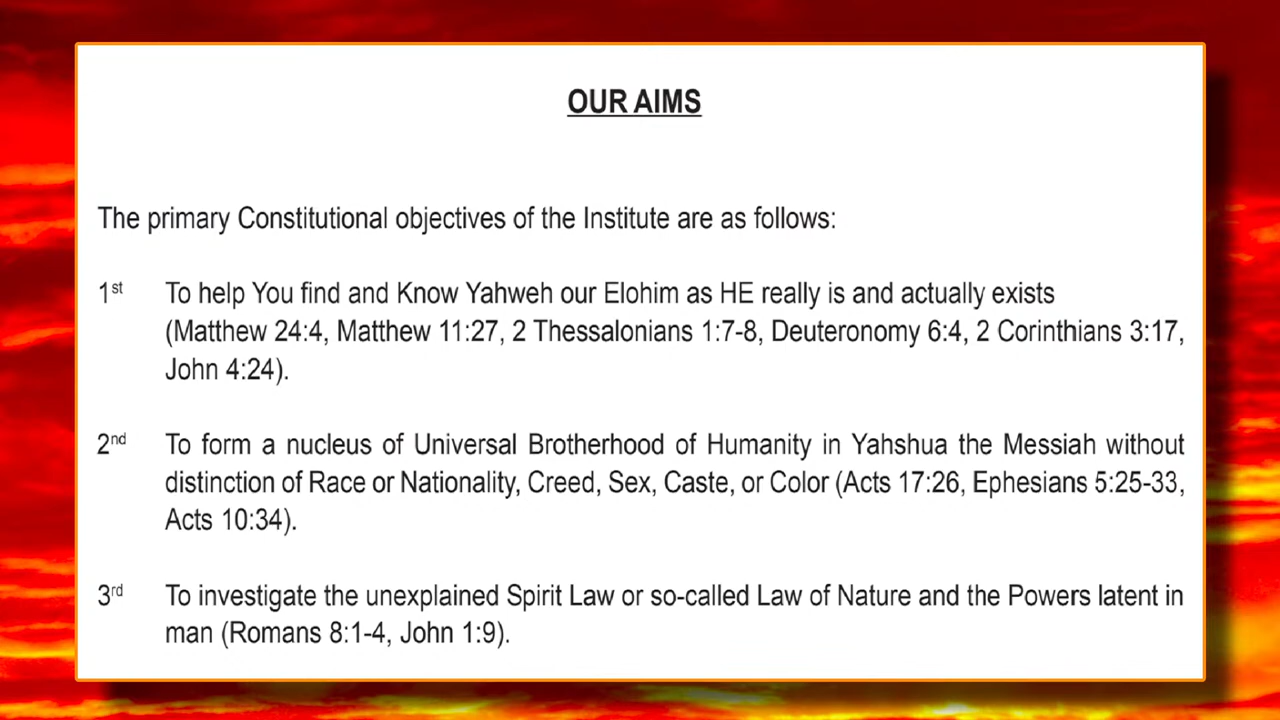 OUR AIMS
The primary Constitutional objectives of the Institute are as follows:
1st To help You find and Know Yahweh our Elohim as HE really is and actually exists
(Matthew 24:4, Matthew 11:27, 2 Thessalonians 1:7-8, Deuteronomy 6:4, 2 Corinthians 3:17,
John 4:24).
2nd To form a nucleus of Universal Brotherhood of Humanity in Yahshua the Messiah without
distinction of Race or Nationality, Creed, Sex, Caste, or Color (Acts 17:26, Ephesians 5:25-33,
Acts 10:34).
3rd To investigate the unexplained Spirit Law or so-called Law of Nature and the Powers latent in
man (Romans 8:1-4, John 1:9).